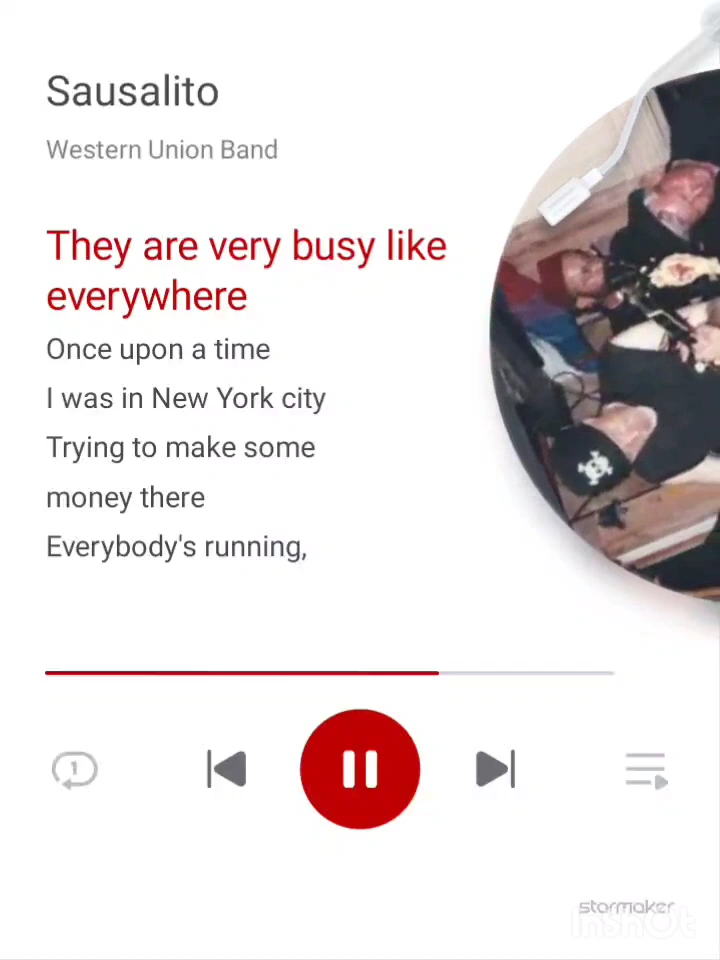 Sausalito
Western Union Band
They are very busy like
everywhere
Once upon a time
I was in New York city
Trying to make some
money there
Everybody's running,
1
starmaker
InShOt